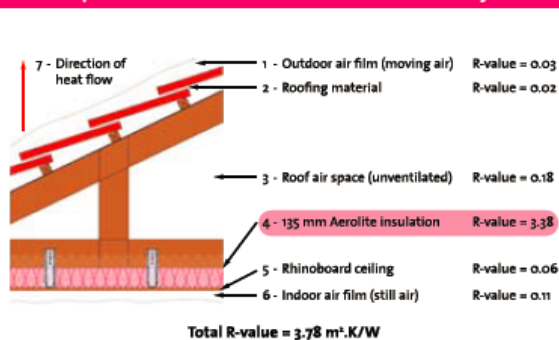 7 - Direction of
heat flow
1 - Outdoor air film (moving air) R-value = 0.03
2 - Roofing material R-value = 0.02
3 - Roof air space (unventilated) R-value = 0.18
4 - 135 mm Aerolite insulation R-value = 3.38
5 - Rhinoboard ceiling R-value = 0.06
6 - Indoor air film (still air) R-value = 0.11
Total R-value = 3.78 m².K/W